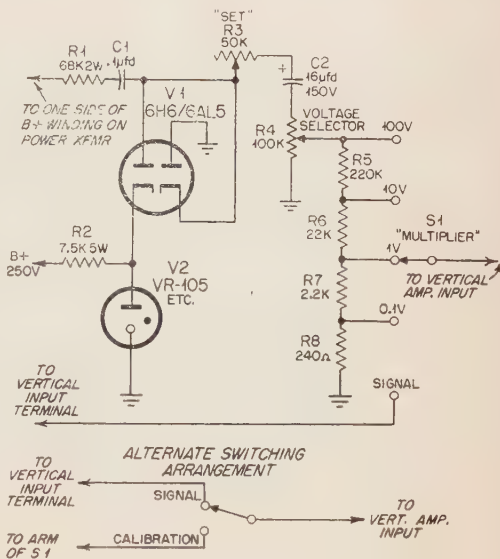 "SET"
R3
50K
C1
.1μfd
R1
68K 2W
C2
16μfd
150V
+
V1
6H6/6AL5
TO ONE SIDE OF
B+ WINDING ON
POWER XFMR
VOLTAGE
SELECTOR
R4
100K
100V
R5
220K
10V
R6
22K
S1
"MULTIPLIER"
1V
TO VERTICAL
AMP. INPUT
R2
7.5K 5W
B+
250V
V2
VR-105
ETC.
R7
2.2K
0.1V
R8
240Ω
TO
VERTICAL
INPUT
TERMINAL
SIGNAL
ALTERNATE SWITCHING
ARRANGEMENT
TO
VERTICAL
INPUT
TERMINAL
SIGNAL
TO
VERT. AMP.
INPUT
TO ARM
OF S1
CALIBRATION